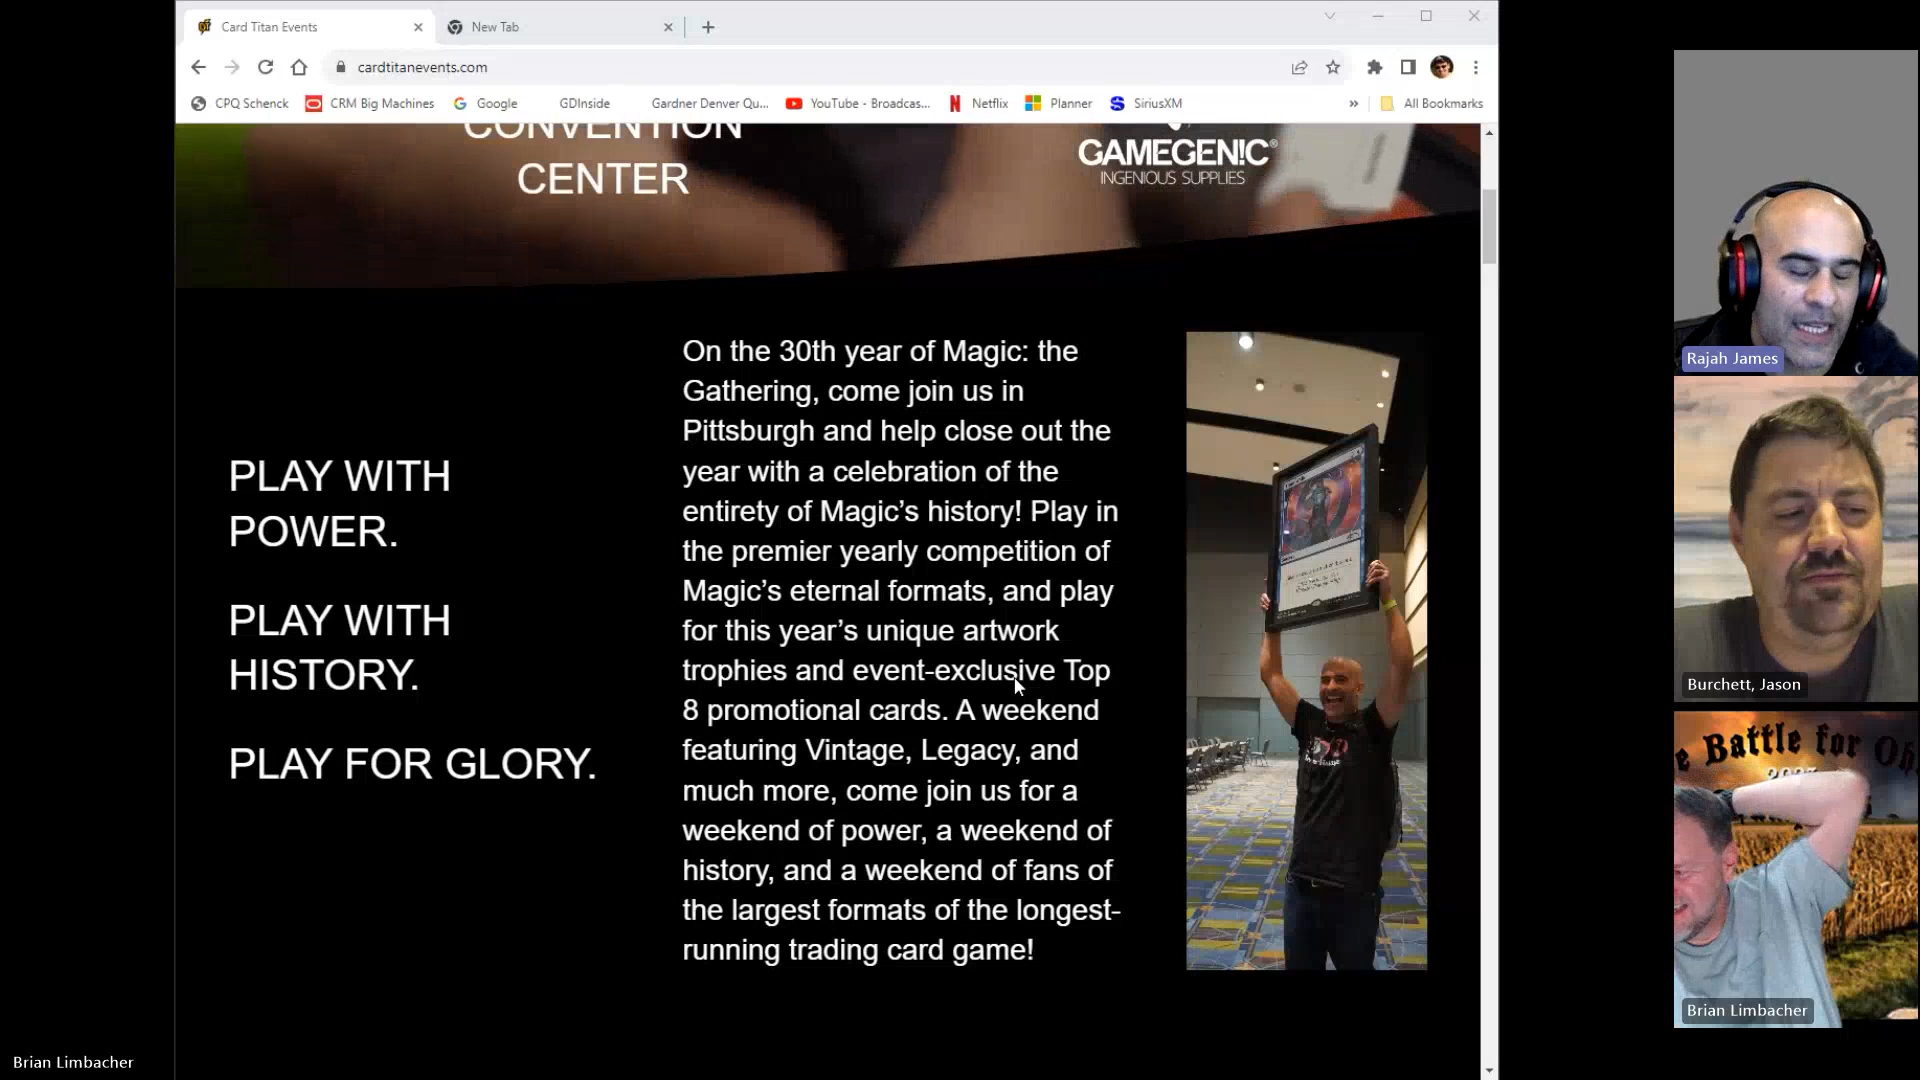 Card Titan Events
New Tab
cardtitanevents.com
CPQ Schenck
CRM Big Machines
Google
GDInside
Gardner Denver Qu...
YouTube - Broadcas...
Netflix
Planner
SiriusXM
»
All Bookmarks
CONVENTION
CENTER
GAMEGEN!C®
INGENIOUS SUPPLIES
PLAY WITH
POWER.
PLAY WITH
HISTORY.
PLAY FOR GLORY.
On the 30th year of Magic: the
Gathering, come join us in
Pittsburgh and help close out the
year with a celebration of the
entirety of Magic’s history! Play in
the premier yearly competition of
Magic’s eternal formats, and play
for this year’s unique artwork
trophies and event-exclusive Top
8 promotional cards. A weekend
featuring Vintage, Legacy, and
much more, come join us for a
weekend of power, a weekend of
history, and a weekend of fans of
the largest formats of the longest-
running trading card game!
Rajah James
Burchett, Jason
Battle for
2023
Brian Limbacher
Brian Limbacher